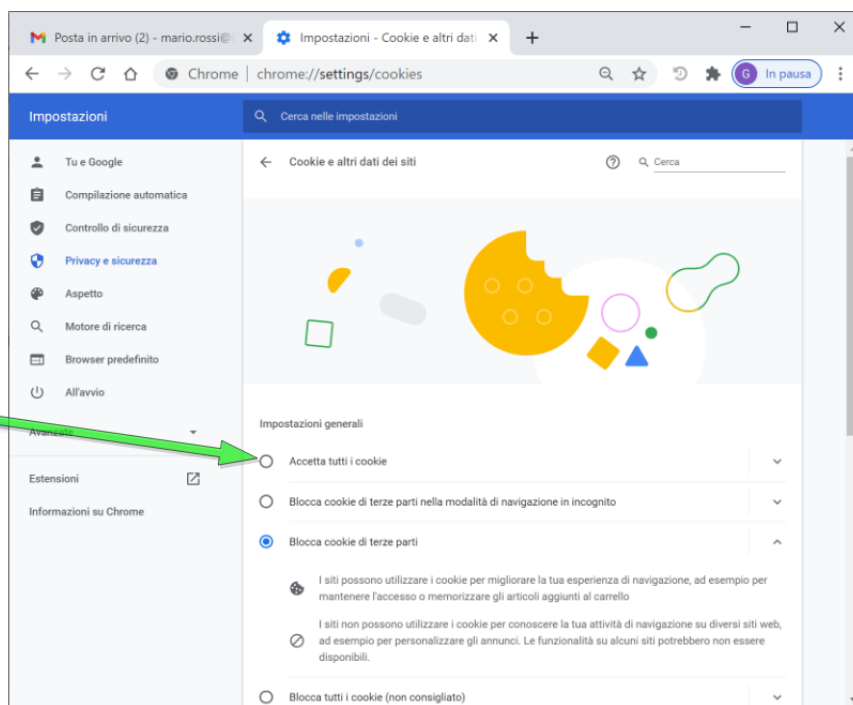 Posta in arrivo (2) - mario.rossi@
Impostazioni - Cookie e altri dati
Chrome | chrome://settings/cookies
G In pausa
Impostazioni
Cerca nelle impostazioni
Tu e Google
Compilazione automatica
Controllo di sicurezza
Privacy e sicurezza
Aspetto
Motore di ricerca
Browser predefinito
All'avvio
Avanzate
Estensioni
Informazioni su Chrome
Cookie e altri dati dei siti
Cerca
Impostazioni generali
Accetta tutti i cookie
Blocca cookie di terze parti nella modalità di navigazione in incognito
Blocca cookie di terze parti
I siti possono utilizzare i cookie per migliorare la tua esperienza di navigazione, ad esempio per
mantenere l'accesso o memorizzare gli articoli aggiunti al carrello
I siti non possono utilizzare i cookie per conoscere la tua attività di navigazione su diversi siti web,
ad esempio per personalizzare gli annunci. Le funzionalità su alcuni siti potrebbero non essere
disponibili.
Blocca tutti i cookie (non consigliato)